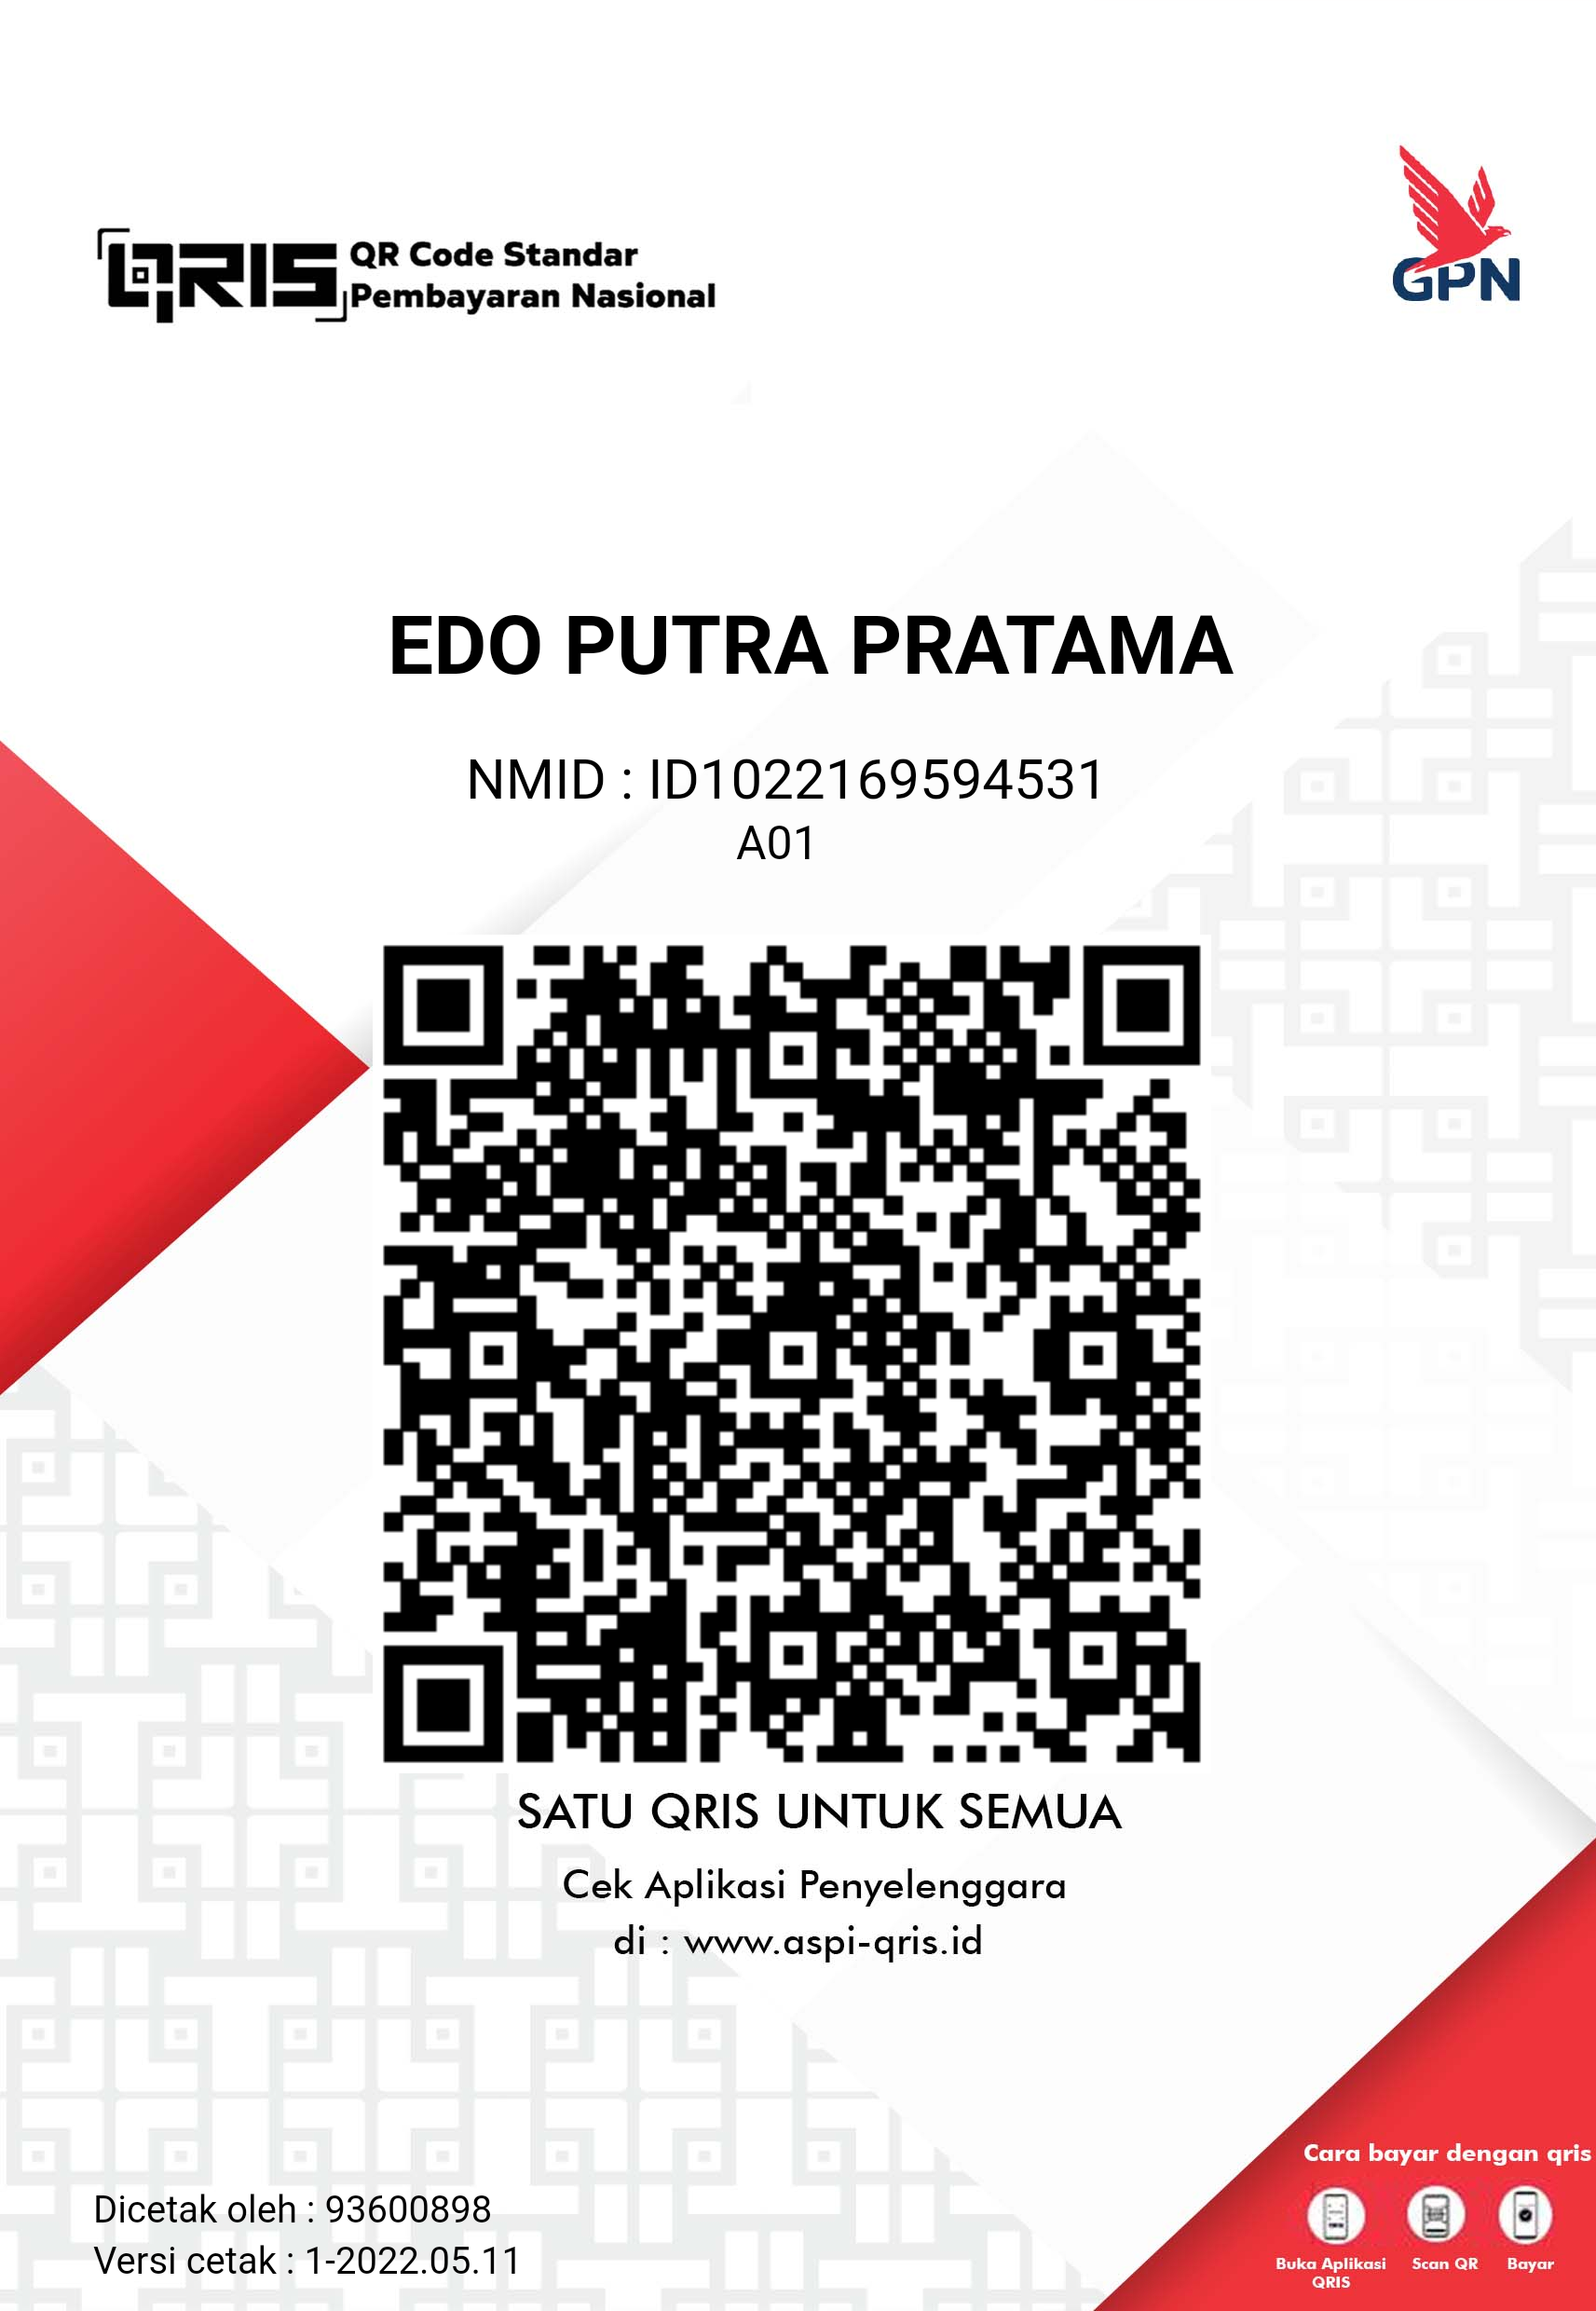 QRIS
QR Code Standar
Pembayaran Nasional
GPN
EDO PUTRA PRATAMA
NMID : ID1022169594531
A01
SATU QRIS UNTUK SEMUA
Cek Aplikasi Penyelenggara
di : www.aspi-qris.id
Dicetak oleh : 93600898
Versi cetak : 1-2022.05.11
Cara bayar dengan qris
Buka Aplikasi
QRIS
Scan QR
Bayar